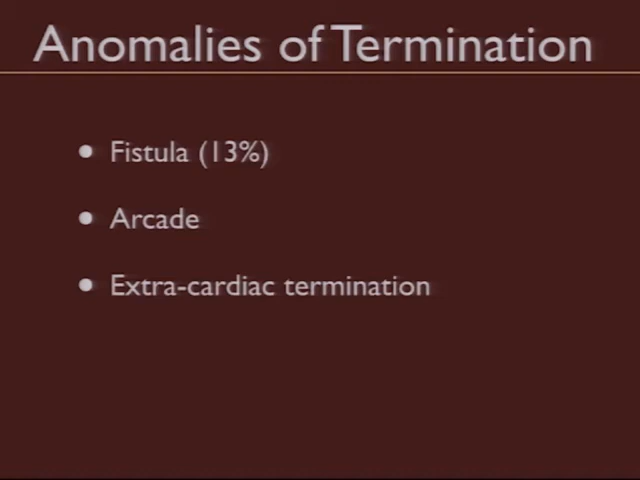 Anomalies of Termination
• Fistula (13%)
• Arcade
• Extra-cardiac termination